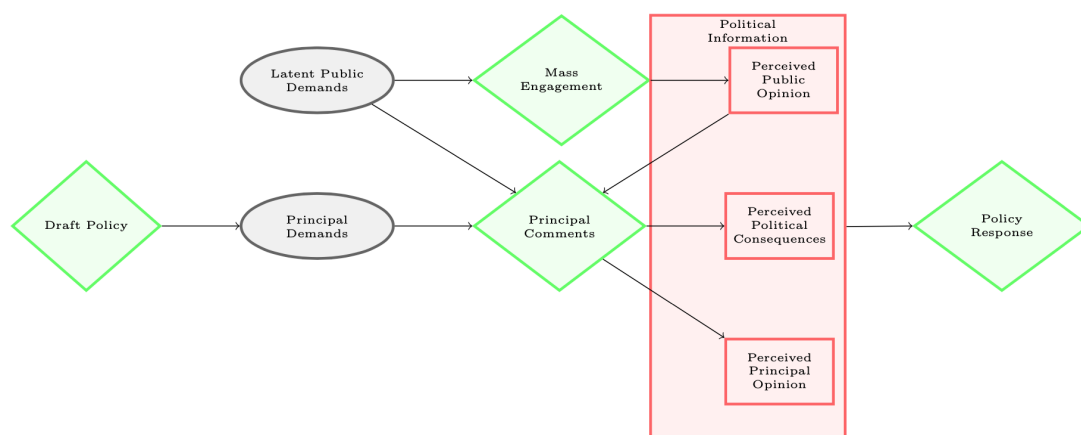 Political
Information
Latent Public
Demands
Mass
Engagement
Perceived
Public
Opinion
Draft Policy
Principal
Demands
Principal
Comments
Perceived
Political
Consequences
Policy
Response
Perceived
Principal
Opinion